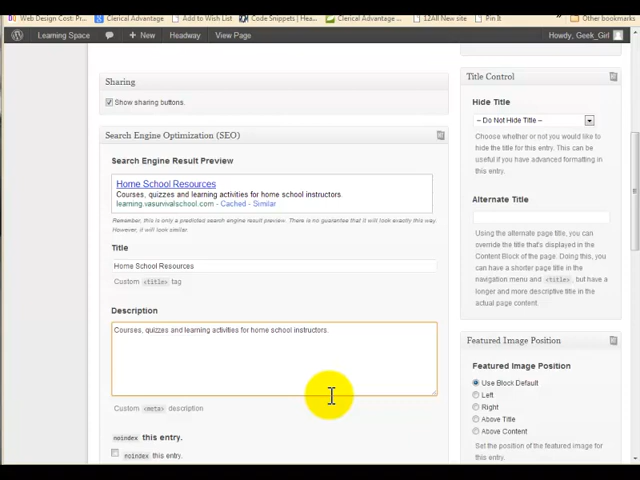 Web Design Cost: Pr... Clerical Advantage ... Add to Wish List Code Snippets | Hea... Clerical Advantage ... 12All New site Pin It » Other bookmarks
Learning Space + New Headway View Page Howdy, Geek_Girl
Sharing
Show sharing buttons.
Search Engine Optimization (SEO)
Search Engine Result Preview
Home School Resources
Courses, quizzes and learning activities for home school instructors
learning.vasurvivalschool.com - Cached - Similar
Remember, this is only a predicted search engine result preview. There is no guarantee that it will look exactly this way.
However, it will look similar.
Title
Home School Resources
Custom <title> tag
Description
Courses, quizzes and learning activities for home school instructors.
Custom <meta> description
noindex this entry.
noindex this entry.
Title Control
Hide Title
– Do Not Hide Title –
Choose whether or not you would like to
hide the title for this entry. This can be
useful if you have advanced formatting in
this entry.
Alternate Title
Using the alternate page title, you can
override the title that's displayed in the
Content Block of the page. Doing this, you
can have a shorter page title in the
navigation menu and <title>, but have a
longer and more descriptive title in the
actual page content.
Featured Image Position
Featured Image Position
Use Block Default
Left
Right
Above Title
Above Content
Set the position of the featured image for
this entry.